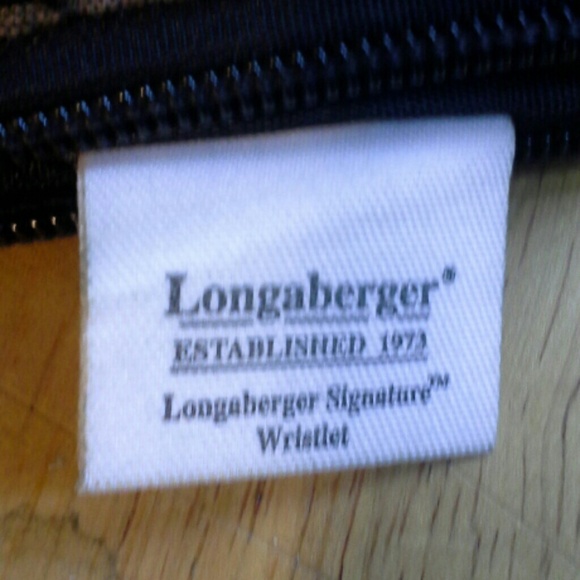 Longaberger®
ESTABLISHED 1973
Longaberger Signature™
Wristlet